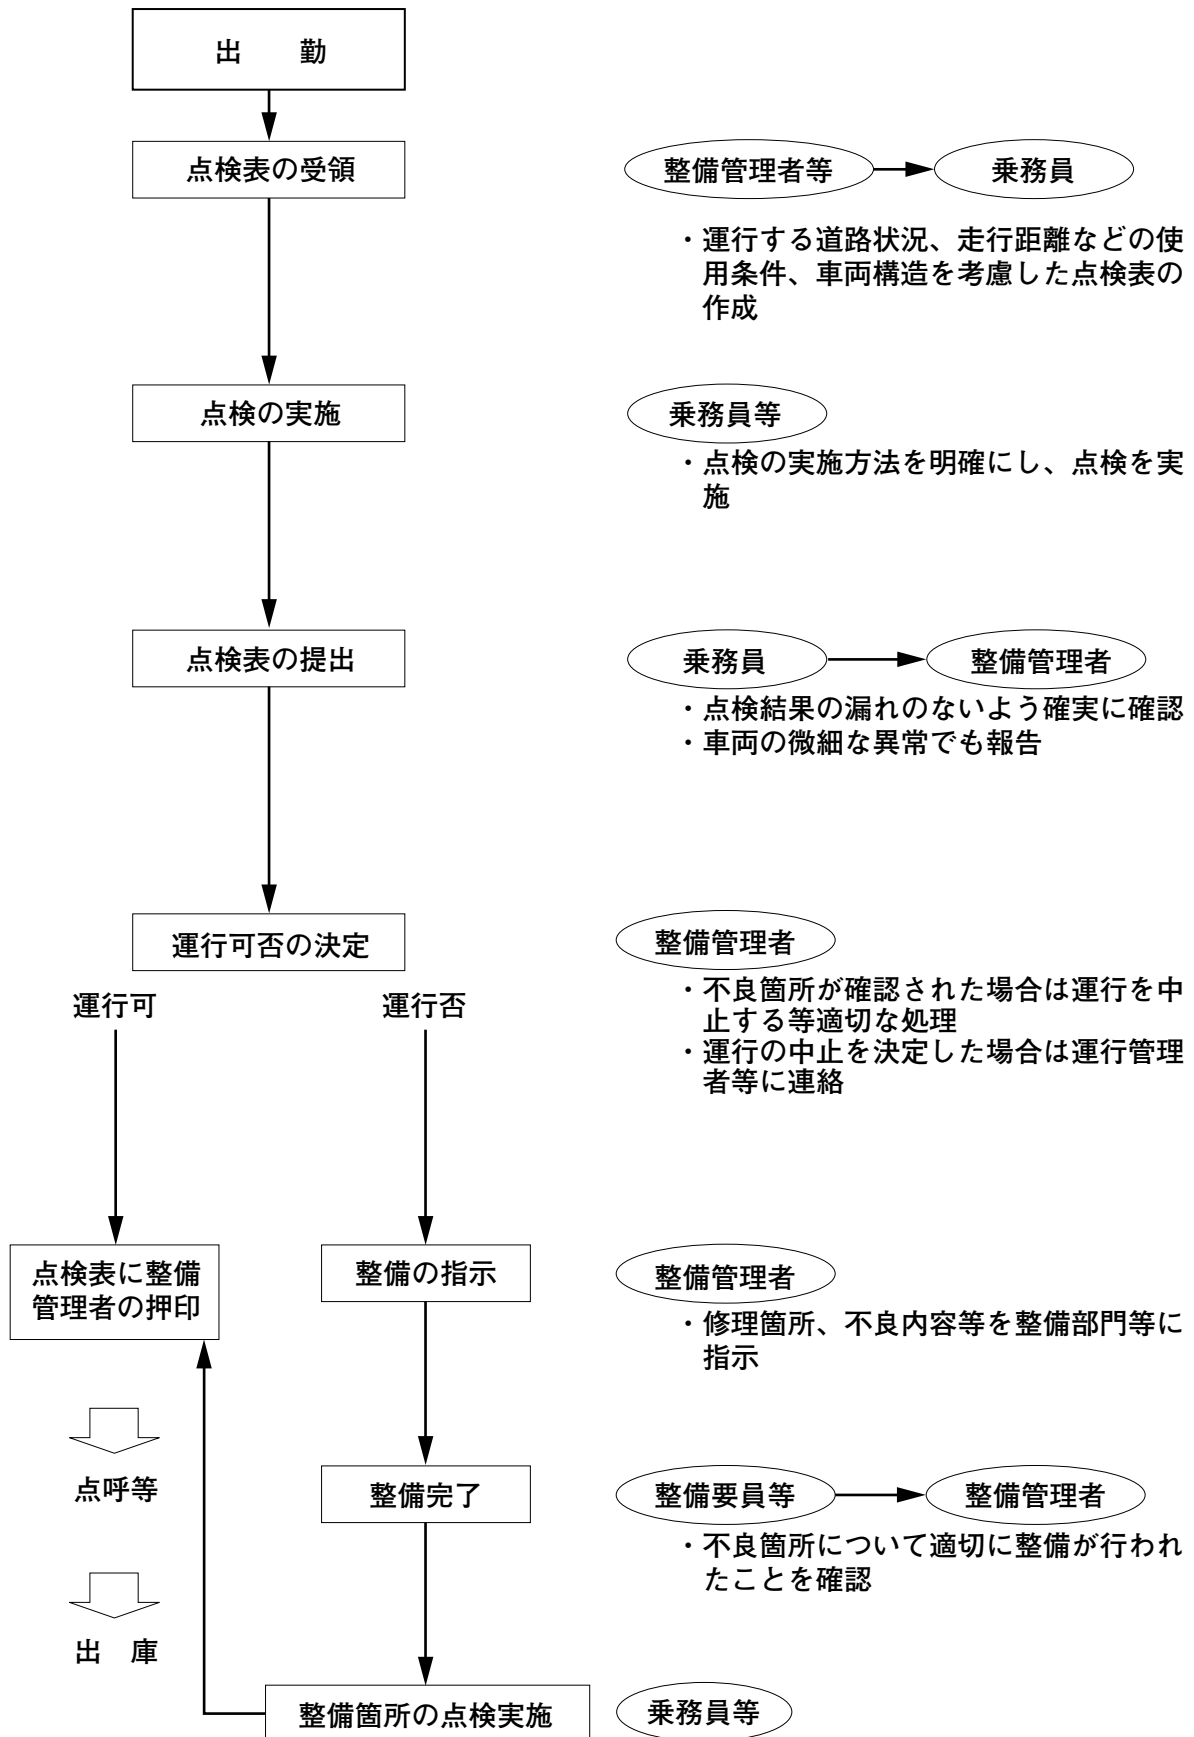 出　　勤
点検表の受領
整備管理者等
乗務員
・運行する道路状況、走行距離などの使
用条件、車両構造を考慮した点検表の
作成
点検の実施
乗務員等
・点検の実施方法を明確にし、点検を実
施
点検表の提出
乗務員
整備管理者
・点検結果の漏れのないよう確実に確認
・車両の微細な異常でも報告
運行可否の決定
整備管理者
・不良箇所が確認された場合は運行を中
止する等適切な処理
・運行の中止を決定した場合は運行管理
者等に連絡
運行可
運行否
点検表に整備
管理者の押印
整備の指示
整備管理者
・修理箇所、不良内容等を整備部門等に
指示
点呼等
整備完了
整備要員等
整備管理者
・不良箇所について適切に整備が行われ
たことを確認
出　庫
整備箇所の点検実施
乗務員等